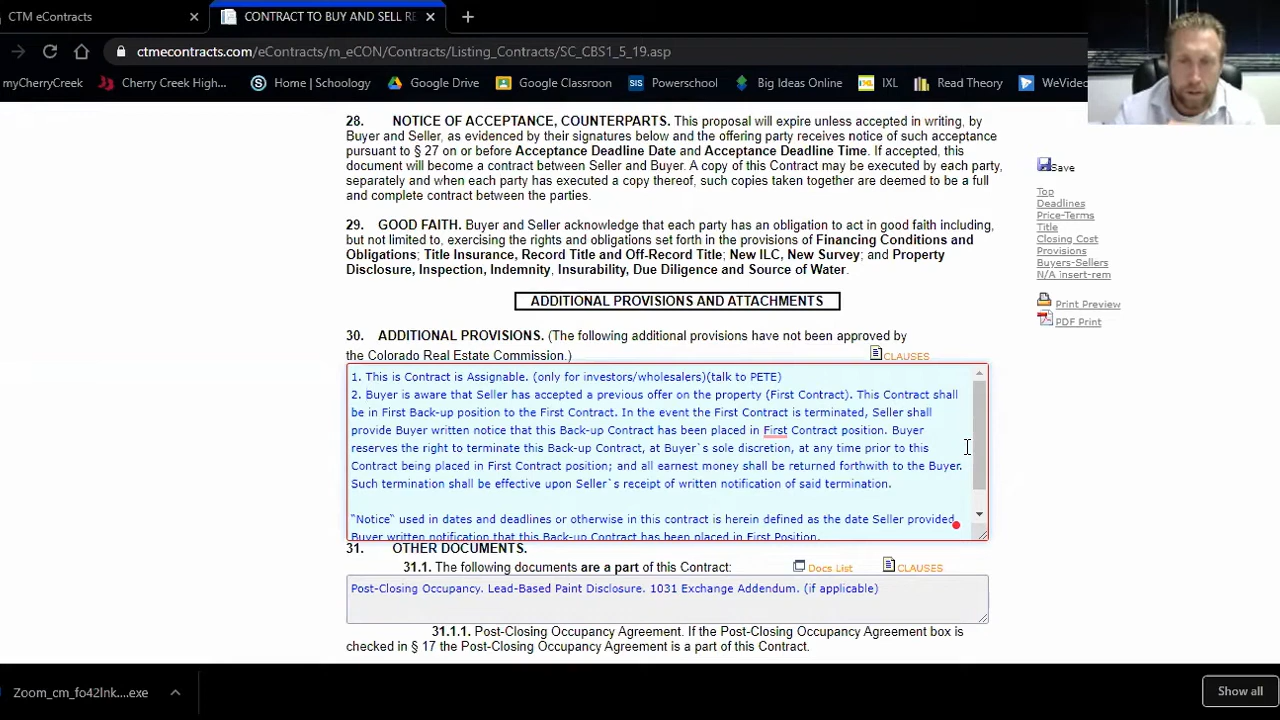 CTM eContracts
CONTRACT TO BUY AND SELL RE
ctmecontracts.com/eContracts/m_eCON/Contracts/Listing_Contracts/SC_CBS1_5_19.asp
myCherryCreek Cherry Creek High... Home | Schoology Google Drive Google Classroom Powerschool Big Ideas Online IXL Read Theory WeVideo
28. NOTICE OF ACCEPTANCE, COUNTERPARTS. This proposal will expire unless accepted in writing, by
Buyer and Seller, as evidenced by their signatures below and the offering party receives notice of such acceptance
pursuant to § 27 on or before Acceptance Deadline Date and Acceptance Deadline Time. If accepted, this
document will become a contract between Seller and Buyer. A copy of this Contract may be executed by each party,
separately and when each party has executed a copy thereof, such copies taken together are deemed to be a full
and complete contract between the parties.
29. GOOD FAITH. Buyer and Seller acknowledge that each party has an obligation to act in good faith including,
but not limited to, exercising the rights and obligations set forth in the provisions of Financing Conditions and
Obligations; Title Insurance, Record Title and Off-Record Title; New ILC, New Survey; and Property
Disclosure, Inspection, Indemnity, Insurability, Due Diligence and Source of Water.
ADDITIONAL PROVISIONS AND ATTACHMENTS
30. ADDITIONAL PROVISIONS. (The following additional provisions have not been approved by
the Colorado Real Estate Commission.) CLAUSES
1. This is Contract is Assignable. (only for investors/wholesalers)(talk to PETE)
2. Buyer is aware that Seller has accepted a previous offer on the property (First Contract). This Contract shall
be in First Back-up position to the First Contract. In the event the First Contract is terminated, Seller shall
provide Buyer written notice that this Back-up Contract has been placed in First Contract position. Buyer
reserves the right to terminate this Back-up Contract, at Buyer`s sole discretion, at any time prior to this
Contract being placed in First Contract position; and all earnest money shall be returned forthwith to the Buyer.
Such termination shall be effective upon Seller`s receipt of written notification of said termination.
"Notice" used in dates and deadlines or otherwise in this contract is herein defined as the date Seller provided
Buyer written notification that this Back-up Contract has been placed in First Position.
31. OTHER DOCUMENTS.
31.1. The following documents are a part of this Contract: Docs List CLAUSES
Post-Closing Occupancy. Lead-Based Paint Disclosure. 1031 Exchange Addendum. (if applicable)
31.1.1. Post-Closing Occupancy Agreement. If the Post-Closing Occupancy Agreement box is
checked in § 17 the Post-Closing Occupancy Agreement is a part of this Contract.
Save
Top
Deadlines
Price-Terms
Title
Closing Cost
Provisions
Buyers-Sellers
N/A insert-rem
Print Preview
PDF Print
Zoom_cm_fo42lnk....exe
Show all